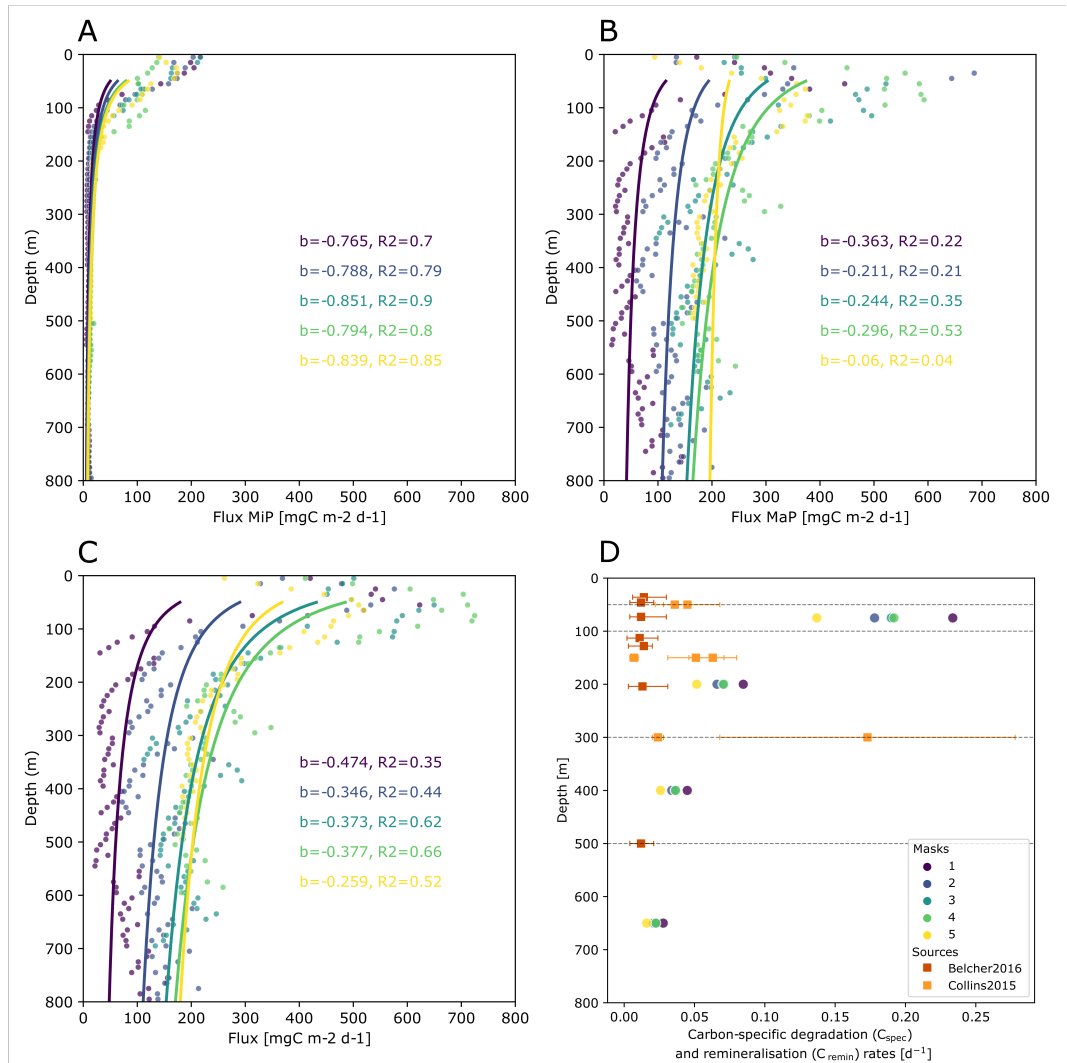 A
0
100
200
300
400
500
600
700
800
Depth (m)
b=-0.765, R2=0.7
b=-0.788, R2=0.79
b=-0.851, R2=0.9
b=-0.794, R2=0.8
b=-0.839, R2=0.85
0 100 200 300 400 500 600 700 800
Flux MiP [mgC m-2 d-1]
B
0
100
200
300
400
500
600
700
800
Depth (m)
b=-0.363, R2=0.22
b=-0.211, R2=0.21
b=-0.244, R2=0.35
b=-0.296, R2=0.53
b=-0.06, R2=0.04
0 100 200 300 400 500 600 700 800
Flux MaP [mgC m-2 d-1]
C
0
100
200
300
400
500
600
700
800
Depth (m)
b=-0.474, R2=0.35
b=-0.346, R2=0.44
b=-0.373, R2=0.62
b=-0.377, R2=0.66
b=-0.259, R2=0.52
0 100 200 300 400 500 600 700 800
Flux [mgC m-2 d-1]
D
0
100
200
300
400
500
600
700
800
Depth [m]
Masks
1
2
3
4
5
Sources
Belcher2016
Collins2015
0.00 0.05 0.10 0.15 0.20 0.25
Carbon-specific degradation (Cspec)
and remineralisation (C remin) rates [d⁻¹]